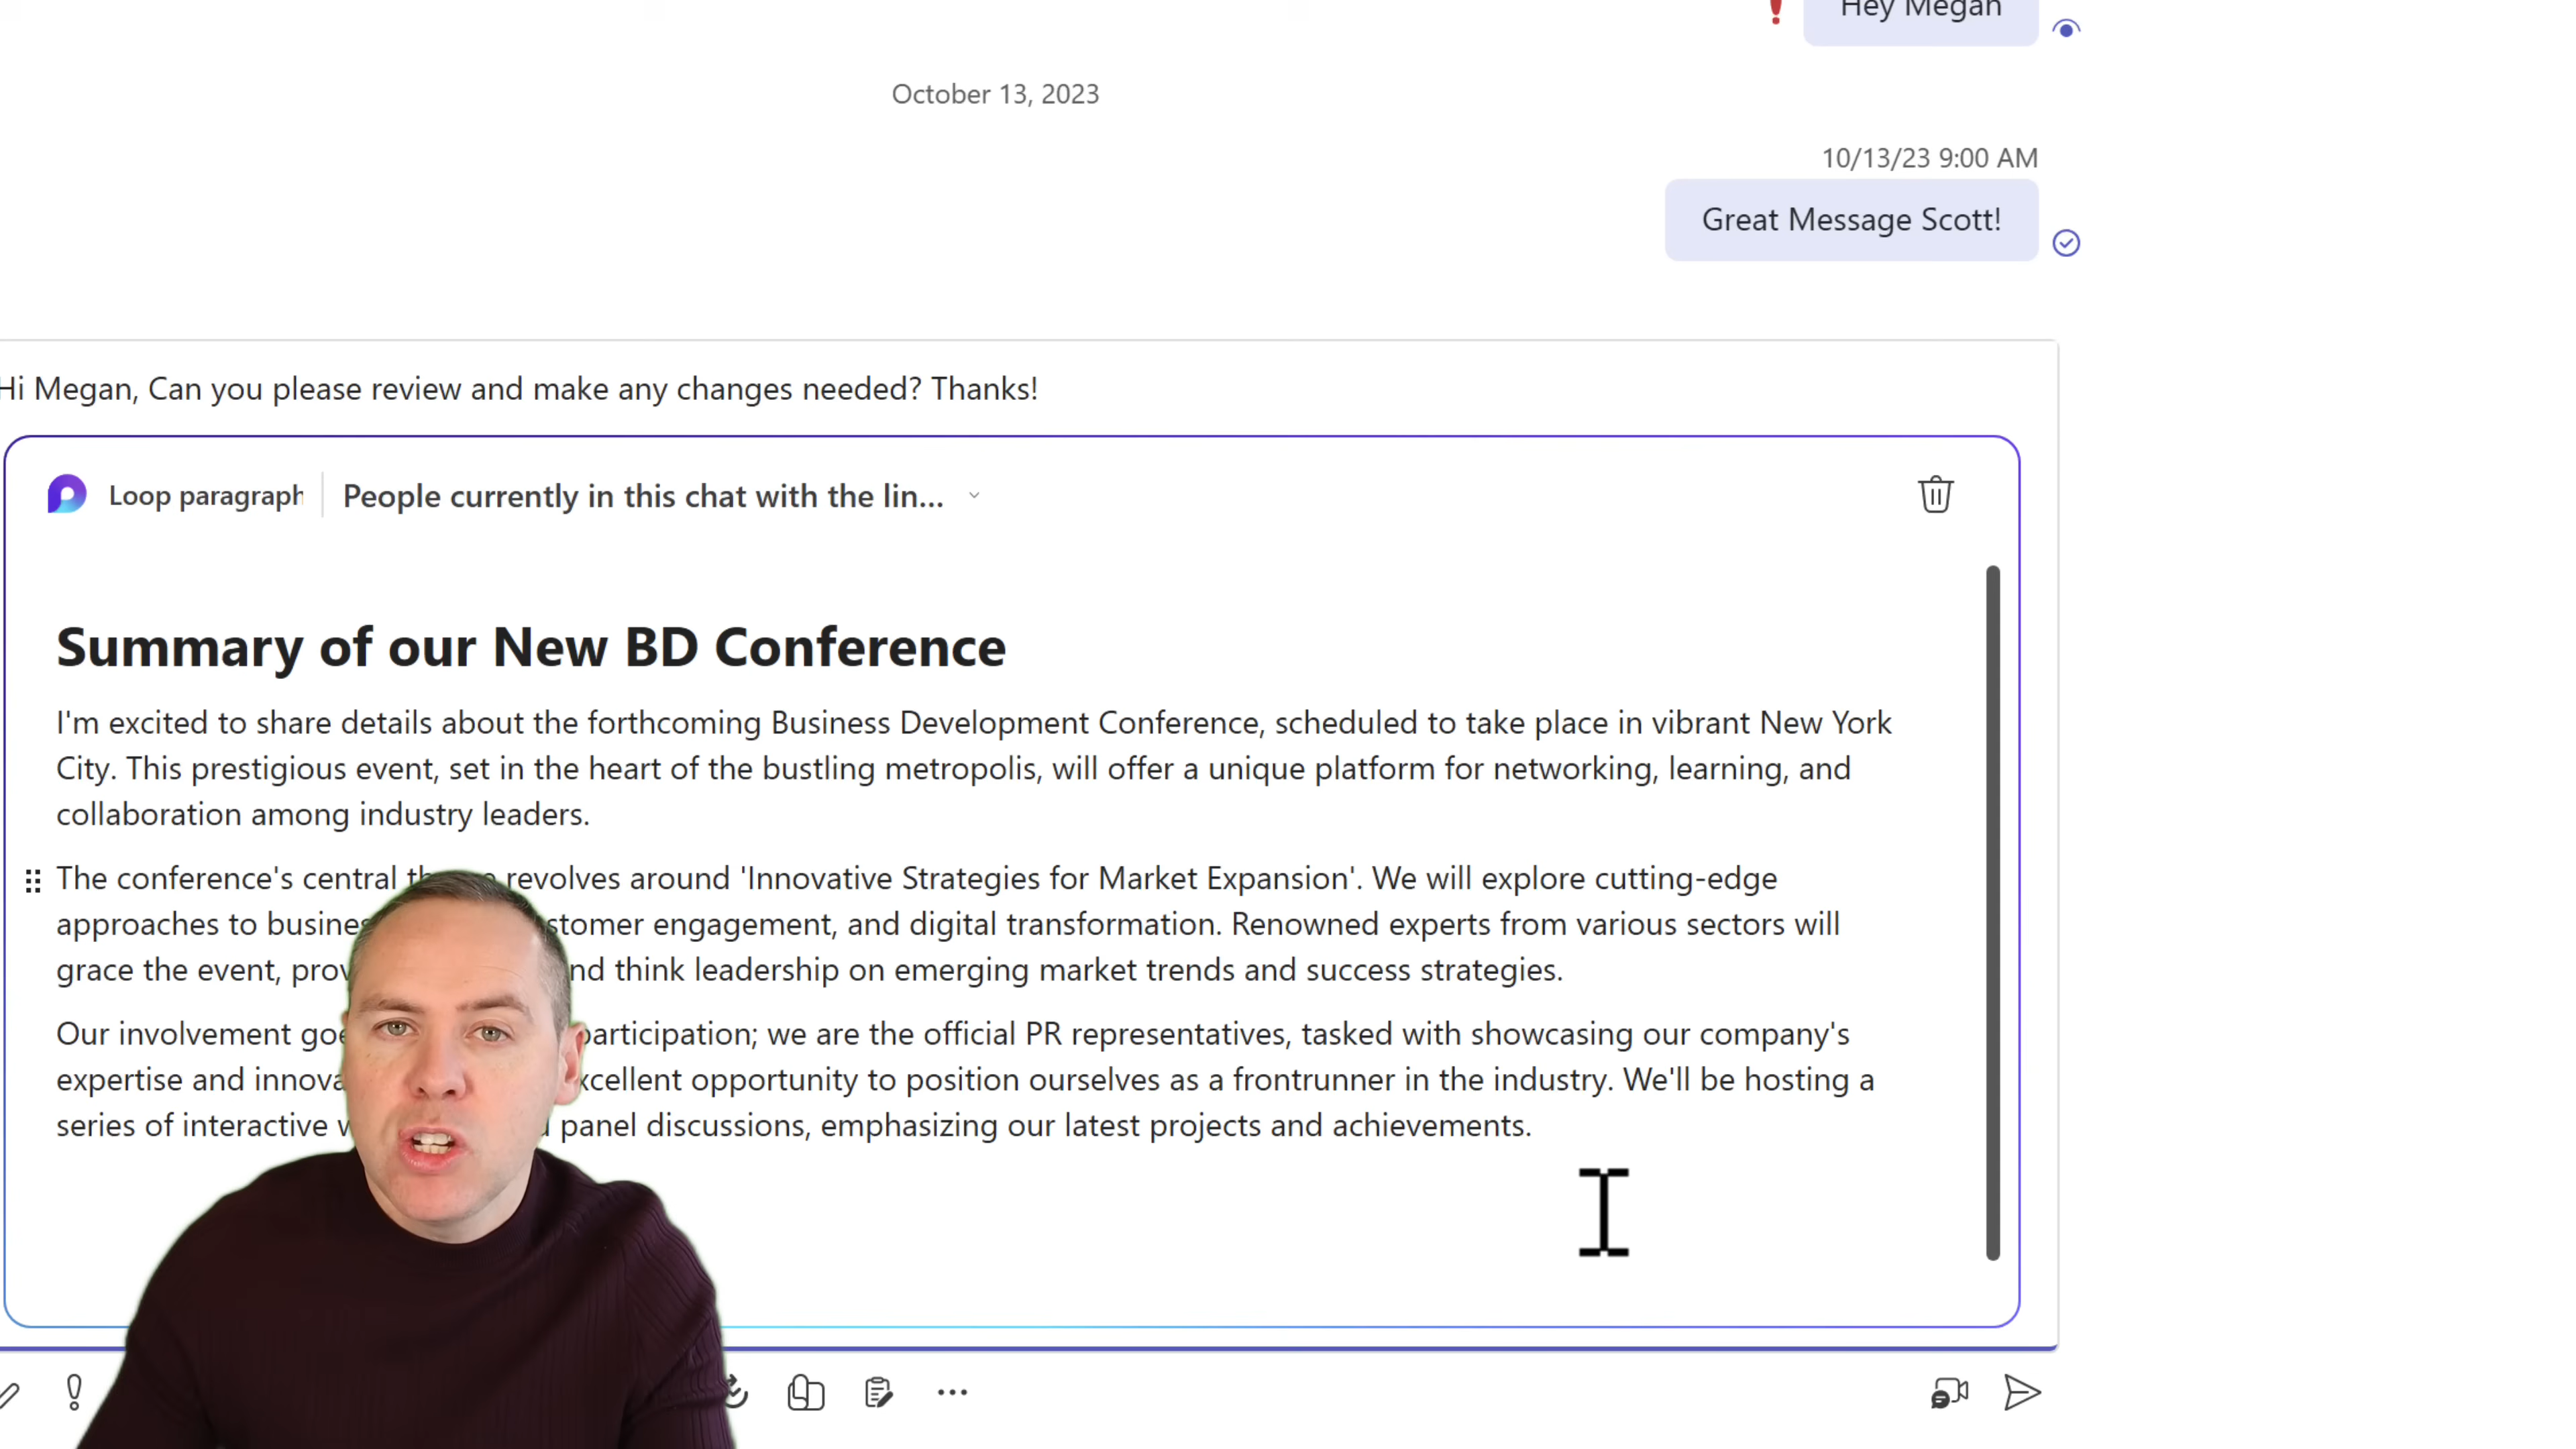 Hey Megan
October 13, 2023
10/13/23 9:00 AM
Great Message Scott!
Hi Megan, Can you please review and make any changes needed? Thanks!
Loop paragraph
People currently in this chat with the lin...
Summary of our New BD Conference
I'm excited to share details about the forthcoming Business Development Conference, scheduled to take place in vibrant New York
City. This prestigious event, set in the heart of the bustling metropolis, will offer a unique platform for networking, learning, and
collaboration among industry leaders.
The conference's central revolves around 'Innovative Strategies for Market Expansion'. We will explore cutting-edge
approaches to engagement, and digital transformation. Renowned experts from various sectors will
grace the event, think leadership on emerging market trends and success strategies.
Our involvement participation; we are the official PR representatives, tasked with showcasing our company's
expertise and opportunity to position ourselves as a frontrunner in the industry. We'll be hosting a
series of interactive panel discussions, emphasizing our latest projects and achievements.